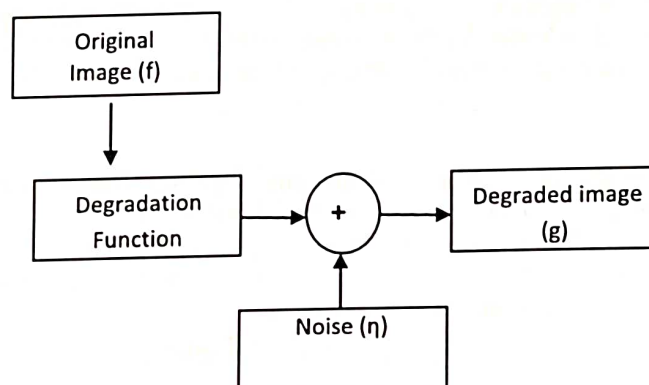 Original
Image (f)
Degradation
Function
+
Degraded image
(g)
Noise (η)